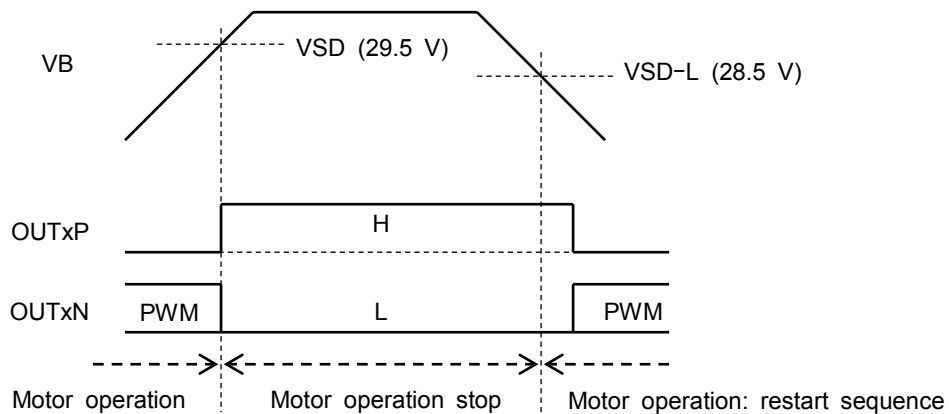 VB
VSD (29.5 V)
VSD-L (28.5 V)
OUTxP
H
OUTxN
PWM
L
PWM
Motor operation
Motor operation stop
Motor operation: restart sequence